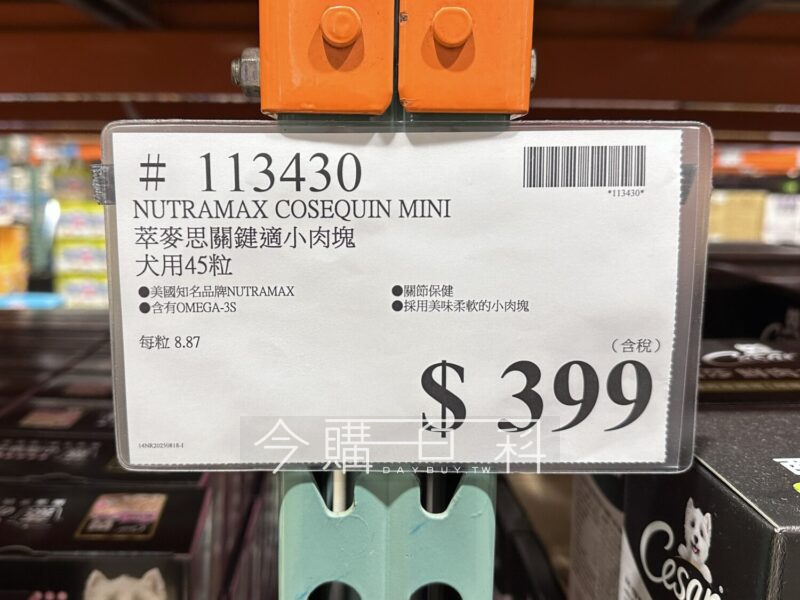 # 113430
*113430*
NUTRAMAX COSEQUIN MINI
萃麥思關鍵適小肉塊
犬用45粒
●美國知名品牌NUTRAMAX
●關節保健
●含有OMEGA-3S
●採用美味柔軟的小肉塊
每粒 8.87
(含稅)
$ 399
14NR20250818-F
今購百科
DAYBUY.TW
Cesar
Cesar